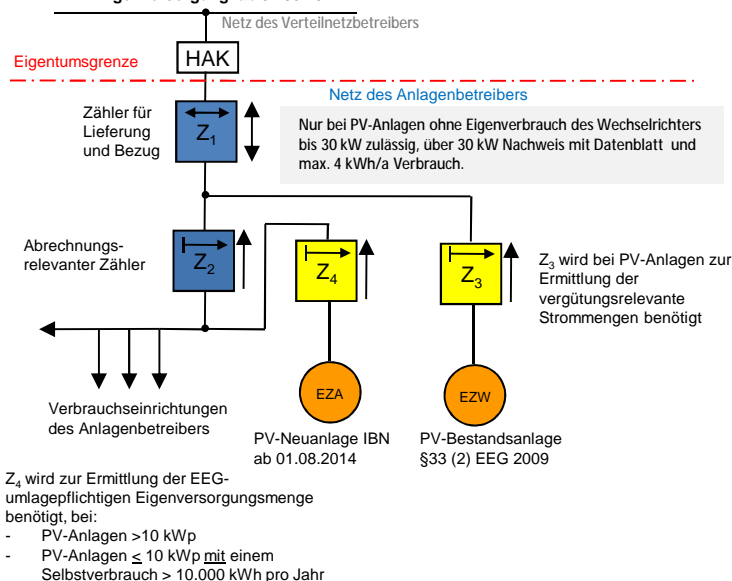 Netz des Verteilnetzbetreibers
HAK
Eigentumsgrenze
Netz des Anlagenbetreibers
Zähler für
Lieferung
und Bezug
Z1
Nur bei PV-Anlagen ohne Eigenverbrauch des Wechselrichters
bis 30 kW zulässig, über 30 kW Nachweis mit Datenblatt und
max. 4 kWh/a Verbrauch.
Abrechnungs-
relevanter Zähler
Z2
Z4
Z3
Z3 wird bei PV-Anlagen zur
Ermittlung der
vergütungsrelevante
Strommengen benötigt
EZA
EZW
Verbrauchseinrichtungen
des Anlagenbetreibers
PV-Neuanlage IBN
ab 01.08.2014
PV-Bestandsanlage
§33 (2) EEG 2009
Z4 wird zur Ermittlung der EEG-
umlagepflichtigen Eigenversorgungsmenge
benötigt, bei:
- PV-Anlagen >10 kWp
- PV-Anlagen < 10 kWp mit einem
Selbstverbrauch > 10.000 kWh pro Jahr